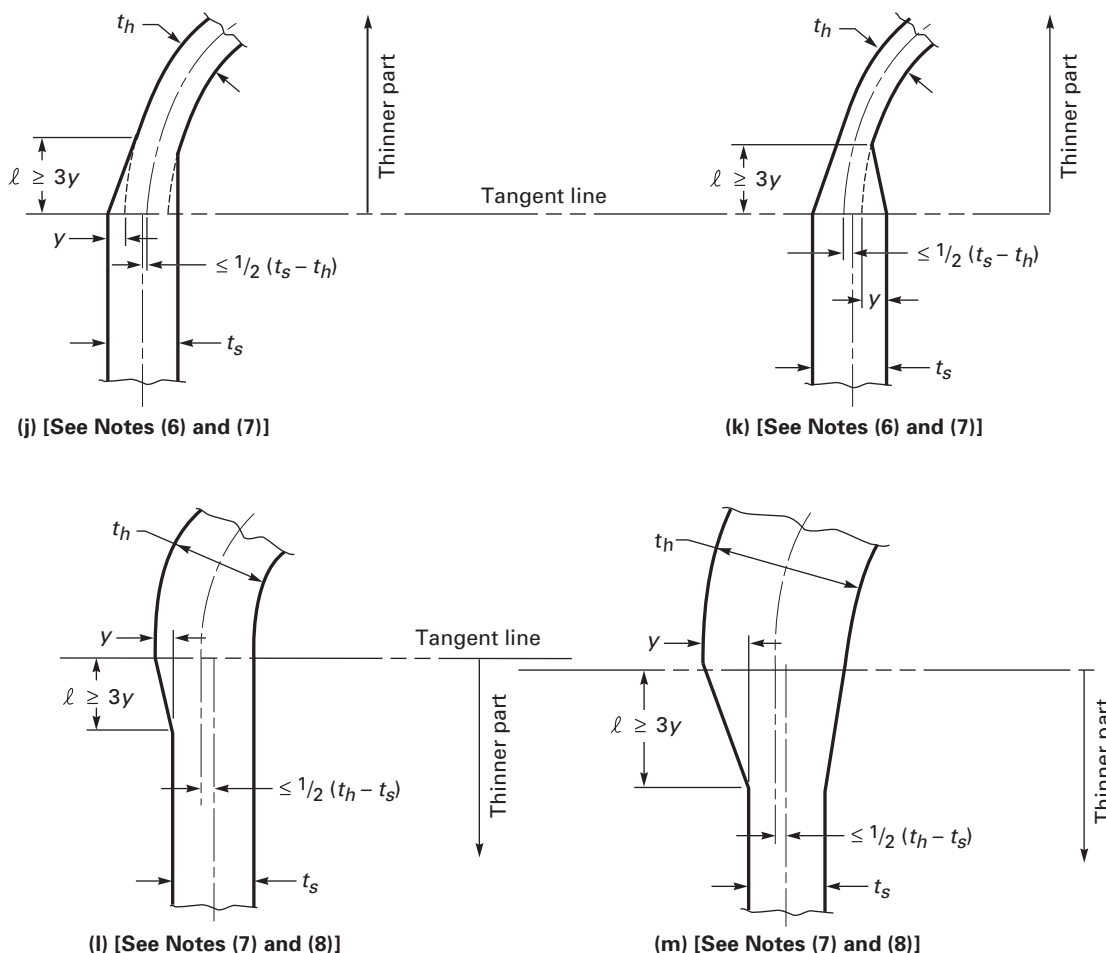 t_h
Thinner part
ℓ ≥ 3y
y
≤ 1/2 (t_s – t_h)
t_s
(j) [See Notes (6) and (7)]
Tangent line
t_h
Thinner part
ℓ ≥ 3y
≤ 1/2 (t_s – t_h)
y
t_s
(k) [See Notes (6) and (7)]
t_h
y
Tangent line
ℓ ≥ 3y
Thinner part
≤ 1/2 (t_h – t_s)
t_s
(l) [See Notes (7) and (8)]
t_h
y
ℓ ≥ 3y
Thinner part
≤ 1/2 (t_h – t_s)
t_s
(m) [See Notes (7) and (8)]